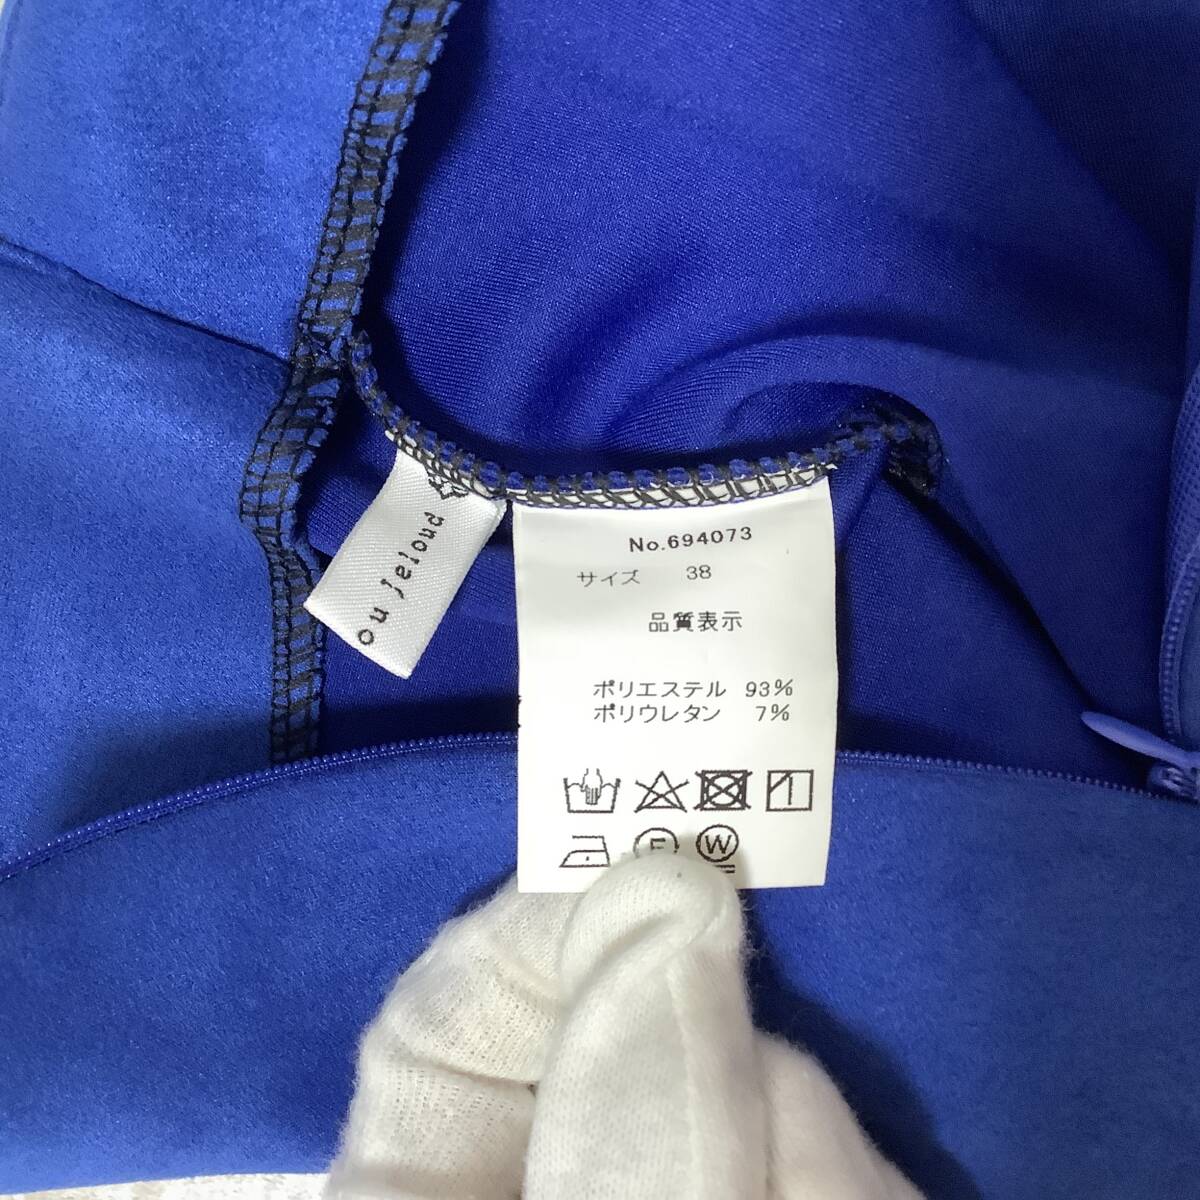 ou jeloud
No.694073
サイズ 38
品質表示
ポリエステル 93%
ポリウレタン 7%
F
W